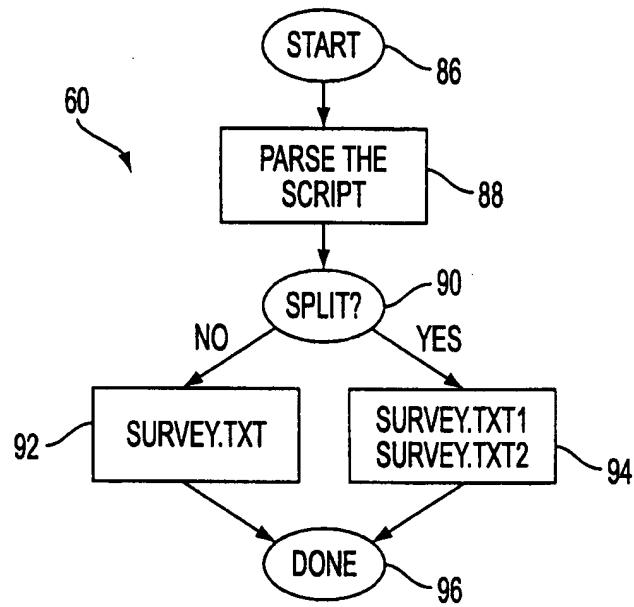 START
86
60
PARSE THE
SCRIPT
88
90
SPLIT?
NO
YES
92
SURVEY.TXT
SURVEY.TXT1
SURVEY.TXT2
94
DONE
96